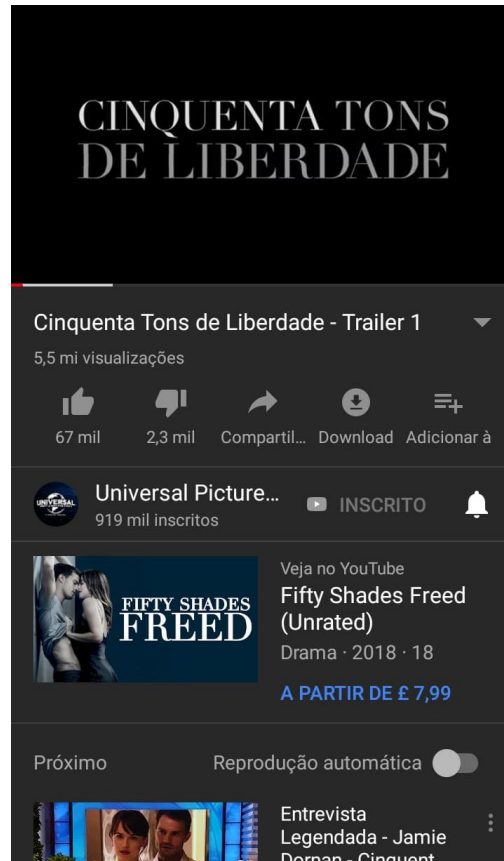 CINQUENTA TONS
DE LIBERDADE
Cinquenta Tons de Liberdade - Trailer 1
5,5 mi visualizações
67 mil
2,3 mil
Compartil...
Download
Adicionar à
UNIVERSAL
Universal Picture...
919 mil inscritos
INSCRITO
FIFTY SHADES
FREED
Veja no YouTube
Fifty Shades Freed
(Unrated)
Drama · 2018 · 18
A PARTIR DE £ 7,99
Próximo
Reprodução automática
Entrevista
Legendada - Jamie
Dornan - Cinquent